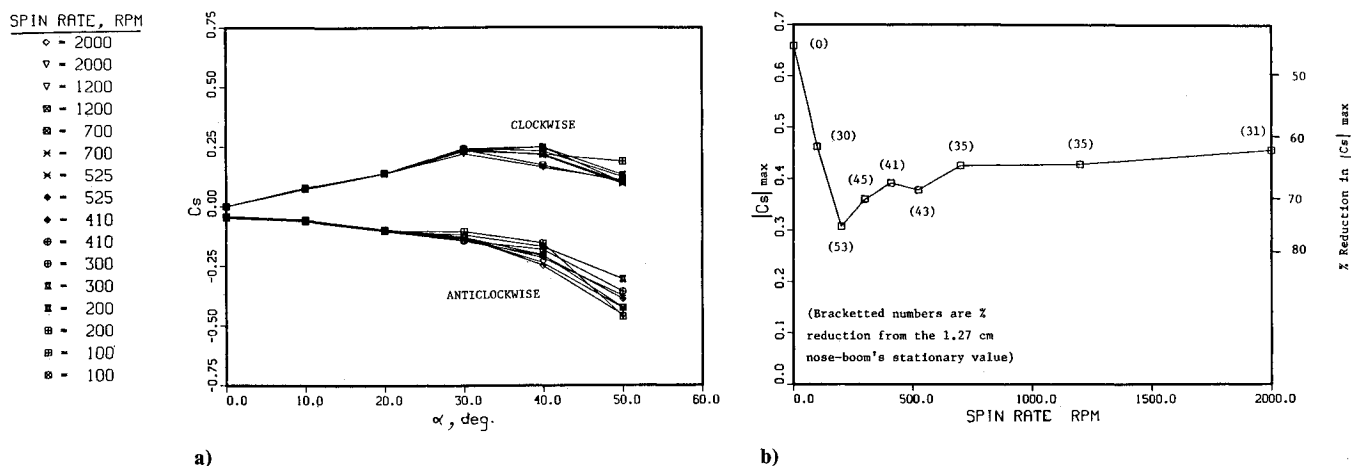 SPIN RATE, RPM
◇ - 2000
▽ - 2000
▽ - 1200
⊠ - 1200
⊠ - 700
× - 700
× - 525
◆ - 525
◆ - 410
⊕ - 410
⊕ - 300
⧖ - 300
⧖ - 200
⊞ - 200
⊞ - 100
⊠ - 100
0.75
0.50
0.25
0.00
-0.25
-0.50
-0.75
Cs
CLOCKWISE
ANTICLOCKWISE
0.0 10.0 20.0 30.0 40.0 50.0 60.0
α, deg.
a)
0.7
0.6
0.5
0.4
0.3
0.2
0.1
0.0
|Cs| max
(0)
(30)
(53)
(45)
(41)
(43)
(35)
(35)
(31)
(Bracketted numbers are %
reduction from the 1.27 cm
nose-boom's stationary value)
0.0 500.0 1000.0 1500.0 2000.0
SPIN RATE RPM
50
60
70
80
% Reduction in |Cs| max
b)